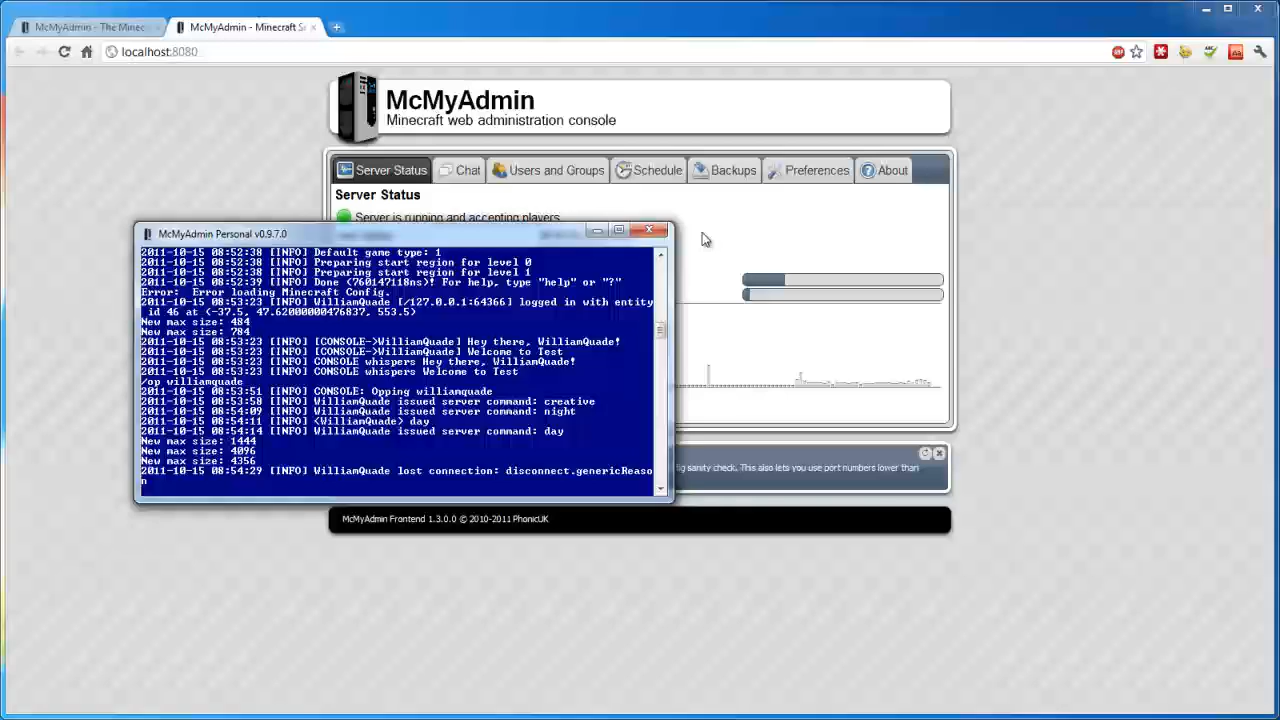 McMyAdmin - The Minec
McMyAdmin - Minecraft Se
localhost:8080
McMyAdmin
Minecraft web administration console
Server Status
Chat
Users and Groups
Schedule
Backups
Preferences
About
Server Status
Server is running and accepting players.
McMyAdmin Personal v0.9.7.0
2011-10-15 08:52:38 [INFO] Default game type: 1
2011-10-15 08:52:38 [INFO] Preparing start region for level 0
2011-10-15 08:52:38 [INFO] Preparing start region for level 1
2011-10-15 08:52:39 [INFO] Done (760147118ns)! For help, type "help" or "?"
Error: Error loading Minecraft Config.
2011-10-15 08:53:23 [INFO] WilliamQuade [/127.0.0.1:64366] logged in with entity
id 46 at (-37.5, 47.62000000476837, 553.5)
New max size: 484
New max size: 784
2011-10-15 08:53:23 [INFO] [CONSOLE->WilliamQuade] Hey there, WilliamQuade!
2011-10-15 08:53:23 [INFO] [CONSOLE->WilliamQuade] Welcome to Test
2011-10-15 08:53:23 [INFO] CONSOLE whispers Hey there, WilliamQuade!
2011-10-15 08:53:23 [INFO] CONSOLE whispers Welcome to Test
/op williamquade
2011-10-15 08:53:51 [INFO] CONSOLE: Opping williamquade
2011-10-15 08:53:58 [INFO] WilliamQuade issued server command: creative
2011-10-15 08:54:09 [INFO] WilliamQuade issued server command: night
2011-10-15 08:54:11 [INFO] <WilliamQuade> day
2011-10-15 08:54:14 [INFO] WilliamQuade issued server command: day
New max size: 1444
New max size: 4096
New max size: 4356
2011-10-15 08:54:29 [INFO] WilliamQuade lost connection: disconnect.genericReaso
n
sanity check. This also lets you use port numbers lower than
McMyAdmin Frontend 1.3.0.0 © 2010-2011 PhonicUK